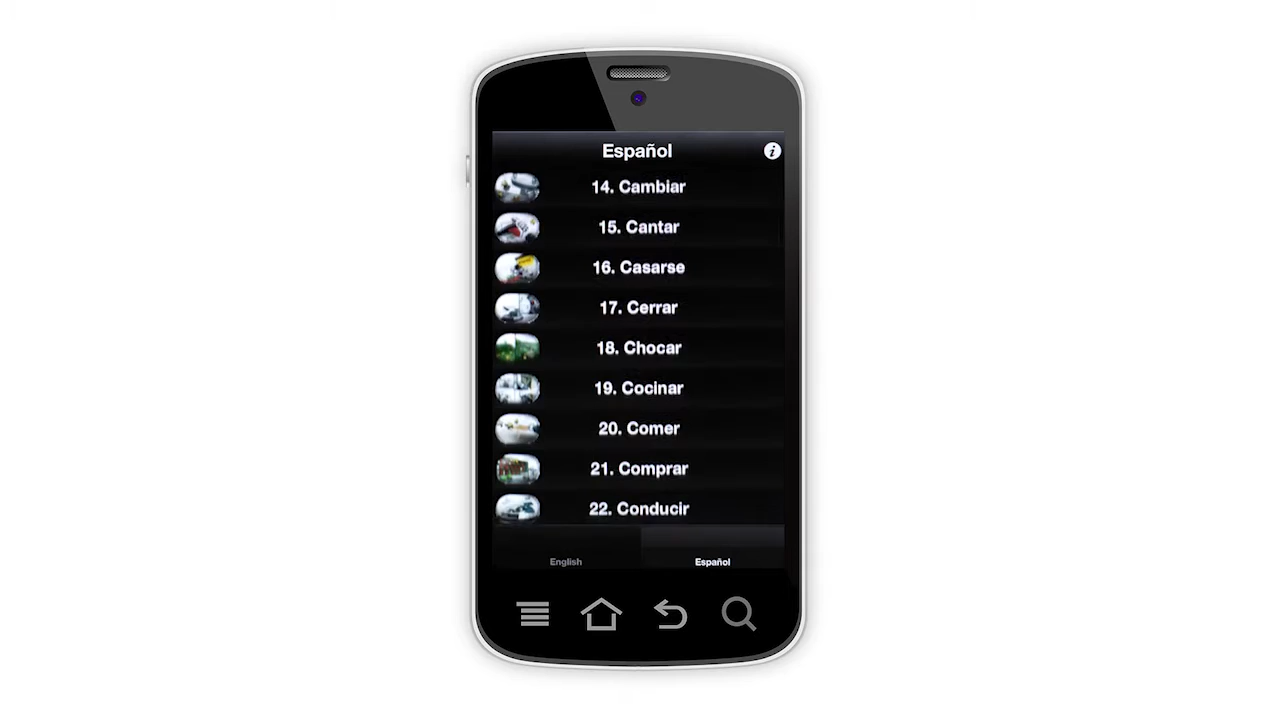 Español
14. Cambiar
15. Cantar
16. Casarse
17. Cerrar
18. Chocar
19. Cocinar
20. Comer
21. Comprar
22. Conducir
English
Español